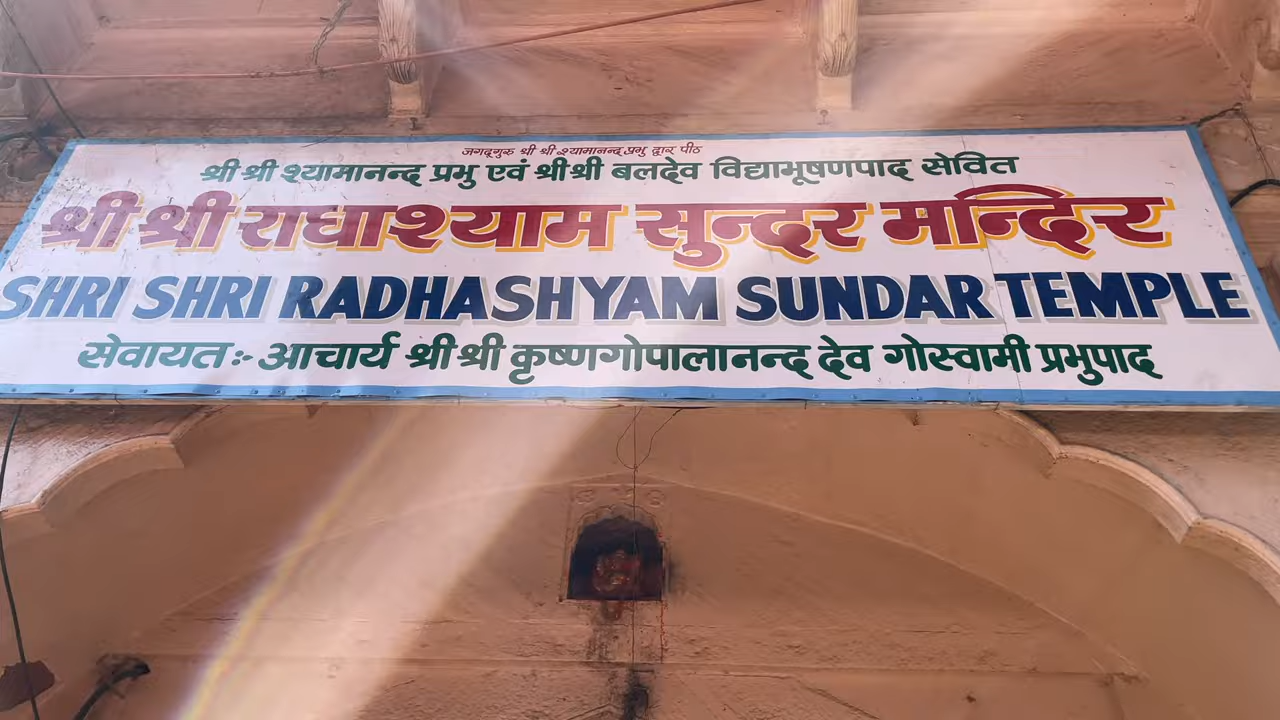 जगद्गुरु श्री श्री श्यामानन्द प्रभु द्वारा पीठ
श्री श्री श्यामानन्द प्रभु एवं श्री श्री बलदेव विद्याभूषणपाद सेवित
श्री श्री राधाश्याम सुन्दर मन्दिर
SHRI SHRI RADHASHYAM SUNDAR TEMPLE
सेवायत:- आचार्य श्री श्री कृष्णगोपालानन्द देव गोस्वामी प्रभुपाद